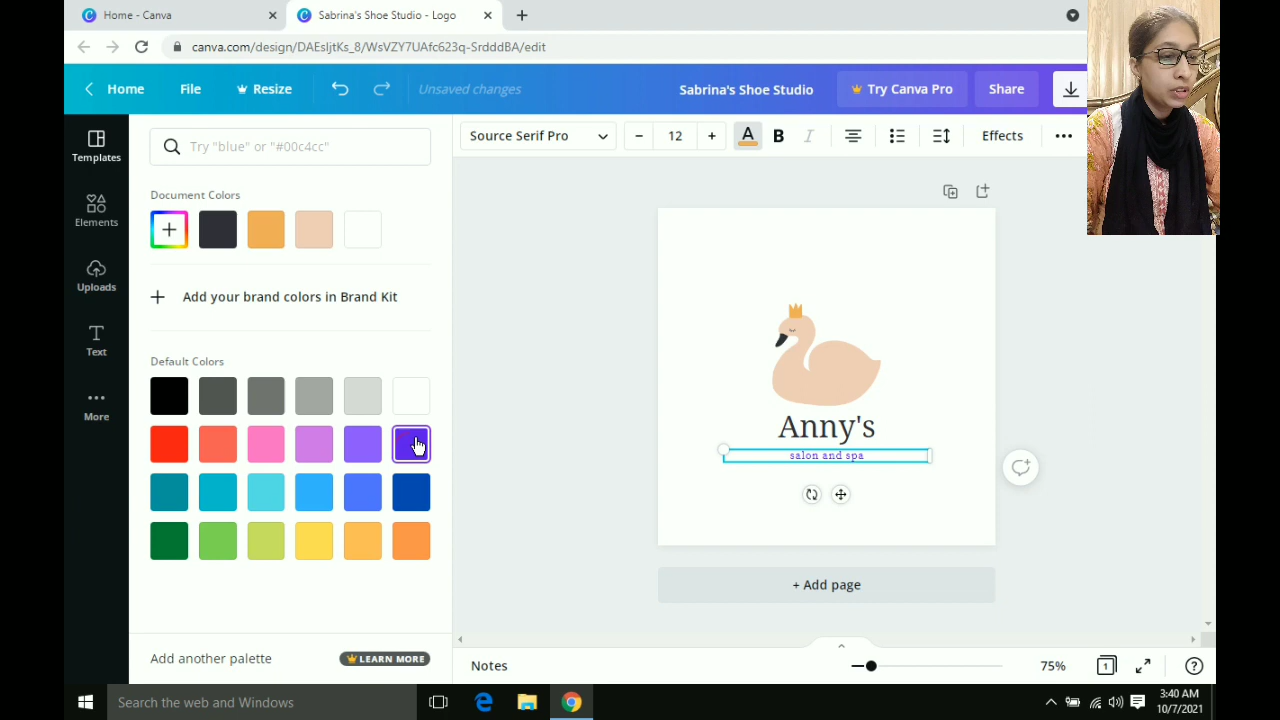 Home - Canva
Sabrina's Shoe Studio - Logo
canva.com/design/DAEsljtKs_8/WsVZY7UAfc623q-SrdddBA/edit
Home
File
Resize
Unsaved changes
Sabrina's Shoe Studio
Try Canva Pro
Share
Templates
Elements
Uploads
Text
More
Try "blue" or "#00c4cc"
Source Serif Pro
12
A
B
I
Effects
Document Colors
Add your brand colors in Brand Kit
Default Colors
Add another palette
LEARN MORE
Anny's
salon and spa
+ Add page
Notes
75%
1
Search the web and Windows
3:40 AM
10/7/2021